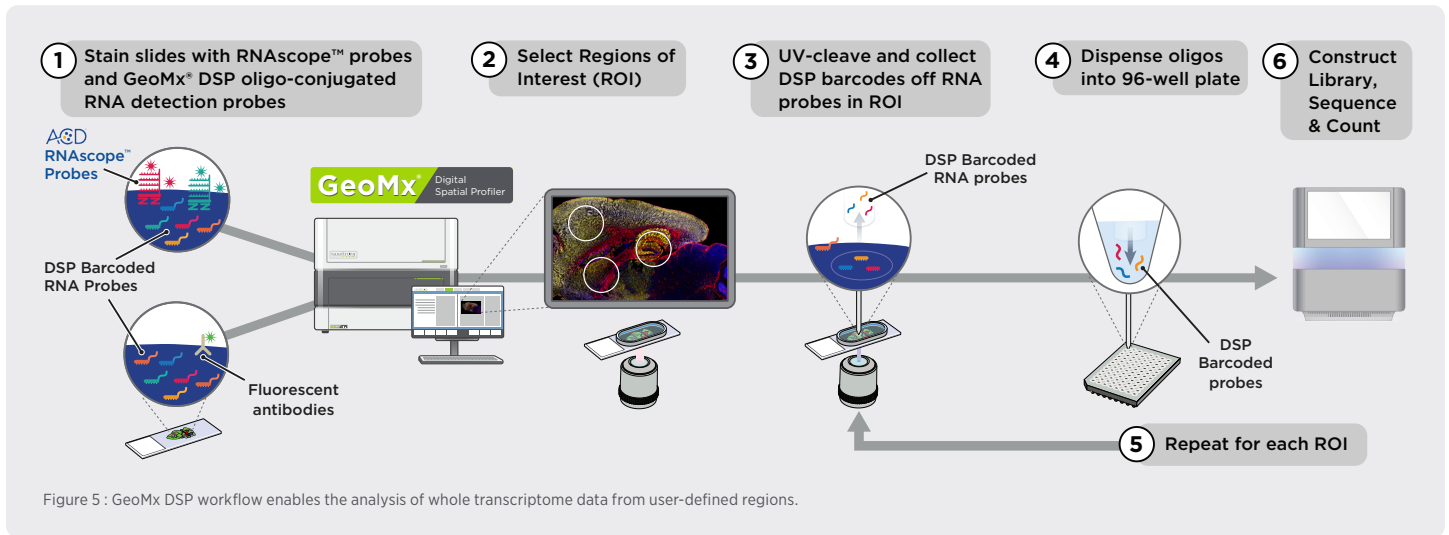 1
Stain slides with RNAscope™ probes
and GeoMx® DSP oligo-conjugated
RNA detection probes
2
Select Regions of
Interest (ROI)
3
UV-cleave and collect
DSP barcodes off RNA
probes in ROI
4
Dispense oligos
into 96-well plate
6
Construct
Library,
Sequence
& Count
ACD
RNAscope™
Probes
GeoMx®
Digital
Spatial Profiler
DSP Barcoded
RNA probes
DSP Barcoded
RNA Probes
Fluorescent
antibodies
DSP
Barcoded
probes
5
Repeat for each ROI
Figure 5 : GeoMx DSP workflow enables the analysis of whole transcriptome data from user-defined regions.